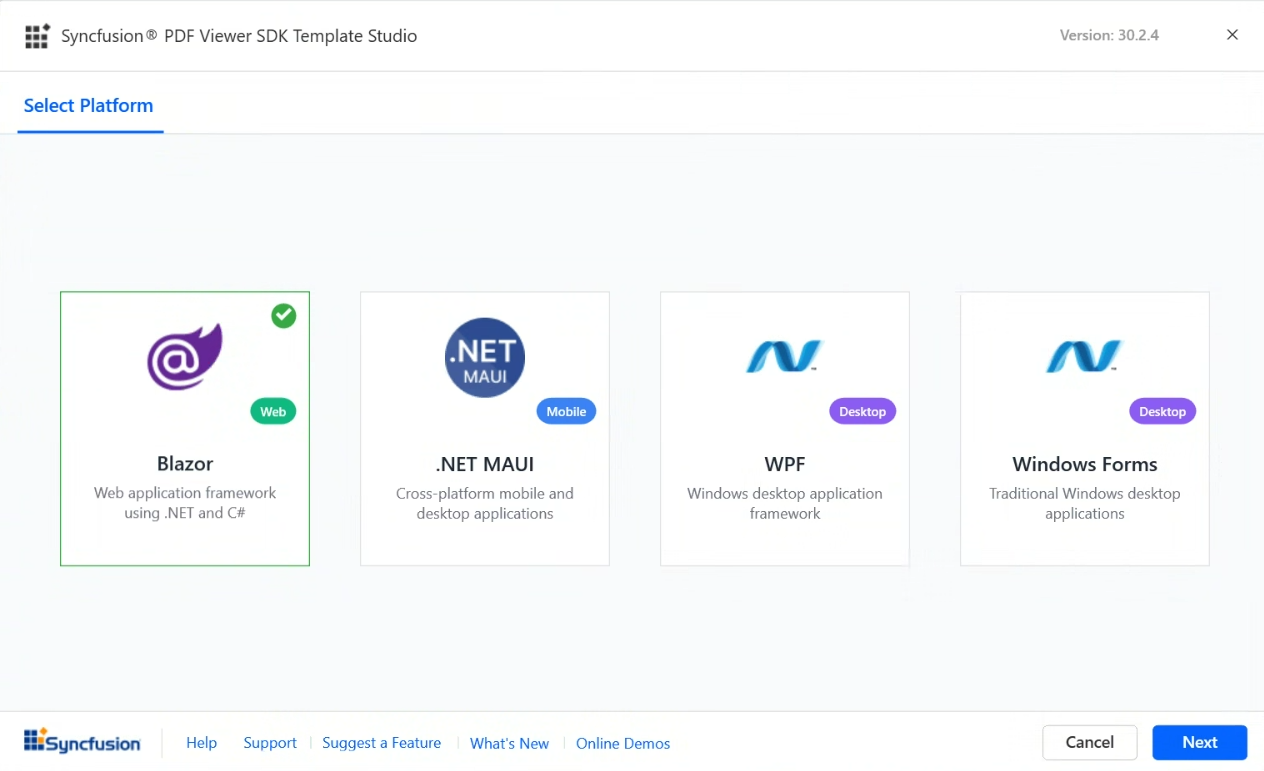 Syncfusion® PDF Viewer SDK Template Studio
Version: 30.2.4
Select Platform
@
Web
Blazor
Web application framework
using .NET and C#
.NET
MAUI
Mobile
.NET MAUI
Cross-platform mobile and
desktop applications
Desktop
WPF
Windows desktop application
framework
Desktop
Windows Forms
Traditional Windows desktop
applications
Syncfusion
Help
Support
Suggest a Feature
What's New
Online Demos
Cancel
Next